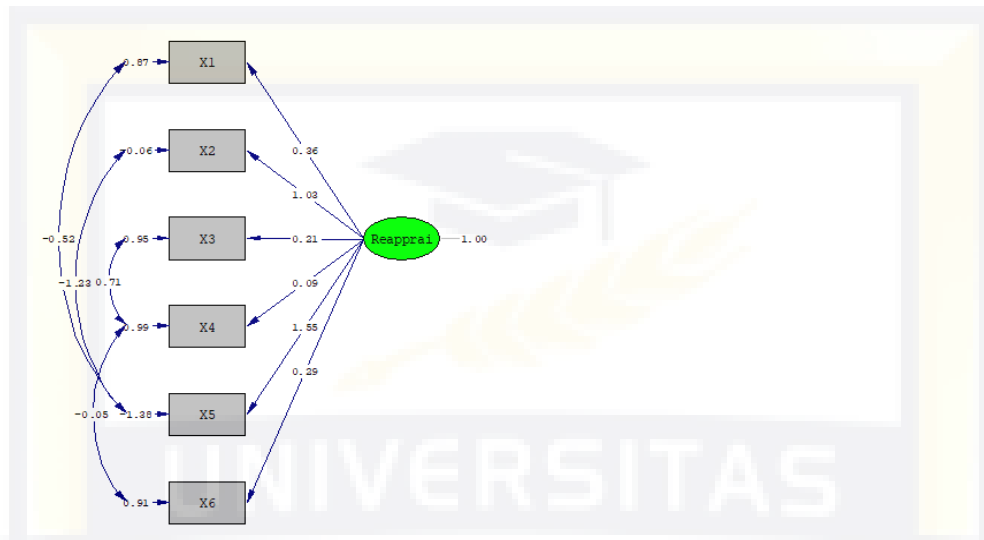 0.87 X1
0.36
-0.06 X2
1.03
0.95 X3 0.21 Reapprai 1.00
-0.52
-1.23 0.71 0.09
0.99 X4 1.55
0.29
-0.05 -1.38 X5
0.91 X6
UNIVERSITAS